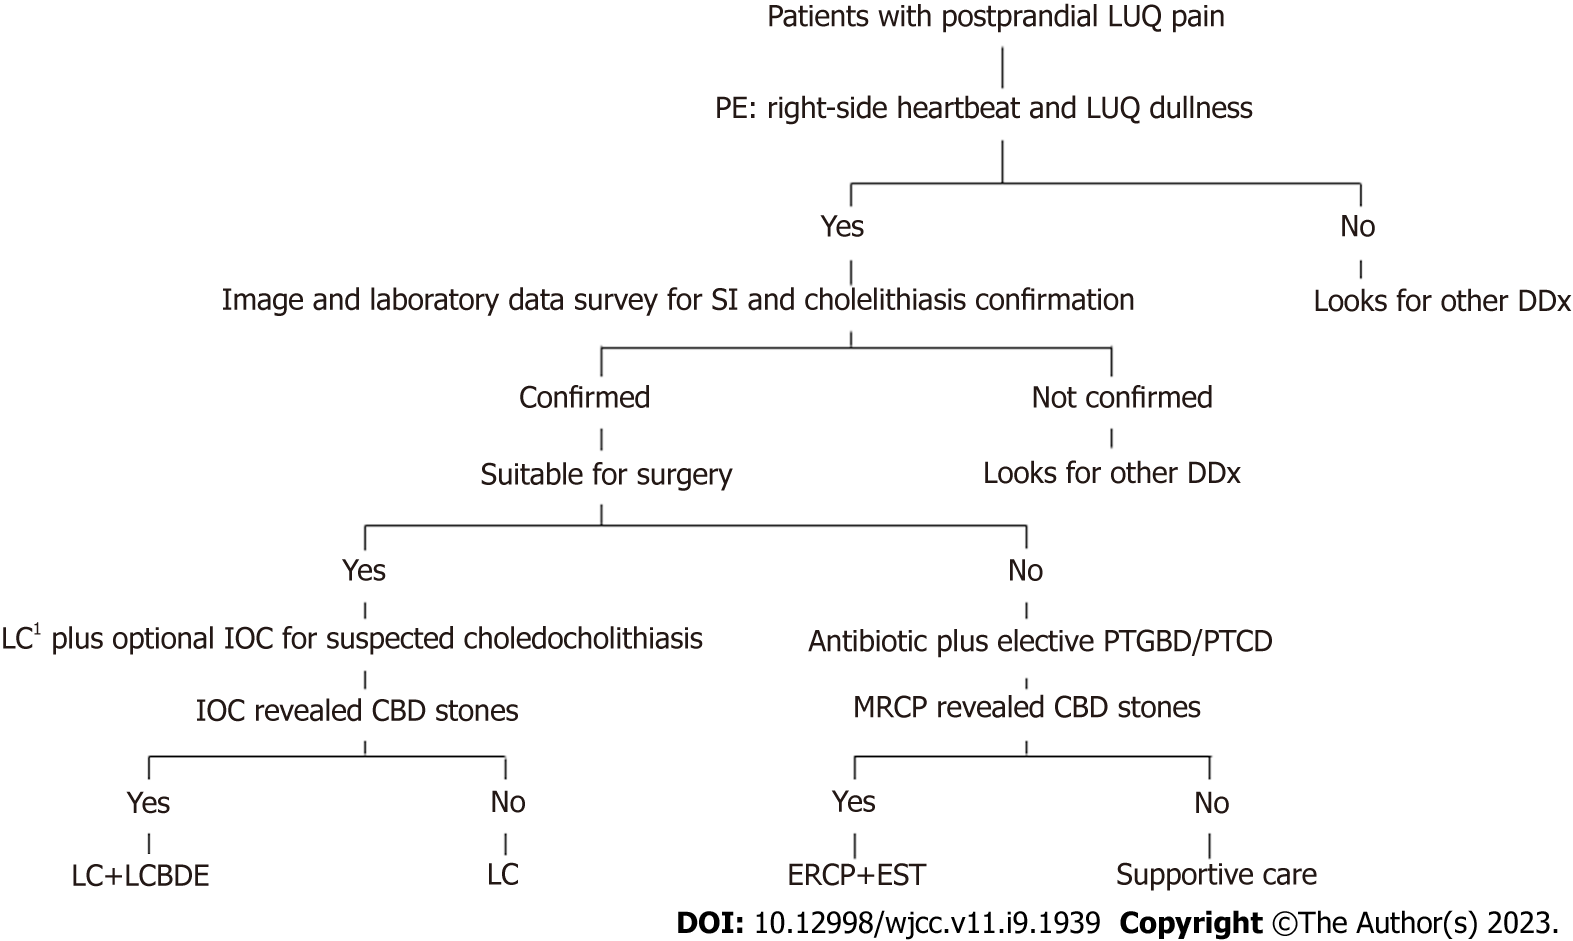 Patients with postprandial LUQ pain
PE: right-side heartbeat and LUQ dullness
Yes
No
Image and laboratory data survey for SI and cholelithiasis confirmation
Looks for other DDx
Confirmed
Not confirmed
Suitable for surgery
Looks for other DDx
Yes
No
LC¹ plus optional IOC for suspected choledocholithiasis
Antibiotic plus elective PTGBD/PTCD
IOC revealed CBD stones
MRCP revealed CBD stones
Yes
No
Yes
No
LC+LCBDE
LC
ERCP+EST
Supportive care
DOI: 10.12998/wjcc.v11.i9.1939 Copyright ©The Author(s) 2023.